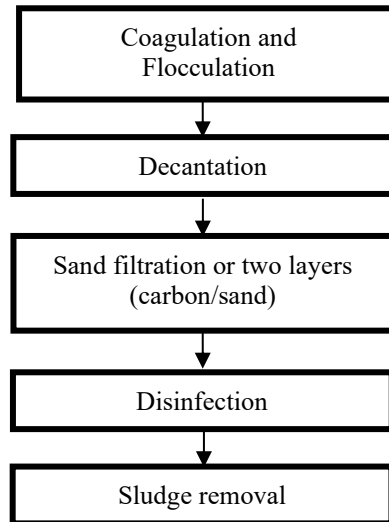 Coagulation and
Flocculation
Decantation
Sand filtration or two layers
(carbon/sand)
Disinfection
Sludge removal